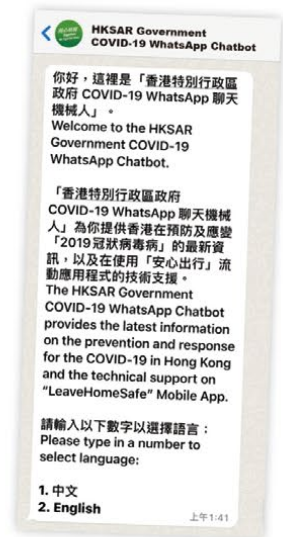 HKSAR Government
COVID-19 WhatsApp Chatbot
你好，這裡是「香港特別行政區
政府 COVID-19 WhatsApp 聊天
機械人」。
Welcome to the HKSAR
Government COVID-19
WhatsApp Chatbot.
「香港特別行政區政府
COVID-19 WhatsApp 聊天機械
人」為你提供香港在預防及應變
「2019冠狀病毒病」的最新資
訊，以及在使用「安心出行」流
動應用程式的技術支援。
The HKSAR Government
COVID-19 WhatsApp Chatbot
provides the latest information
on the prevention and response
for the COVID-19 in Hong Kong
and the technical support on
“LeaveHomeSafe” Mobile App.
請輸入以下數字以選擇語言：
Please type in a number to
select language:
1. 中文
2. English
上午1:41